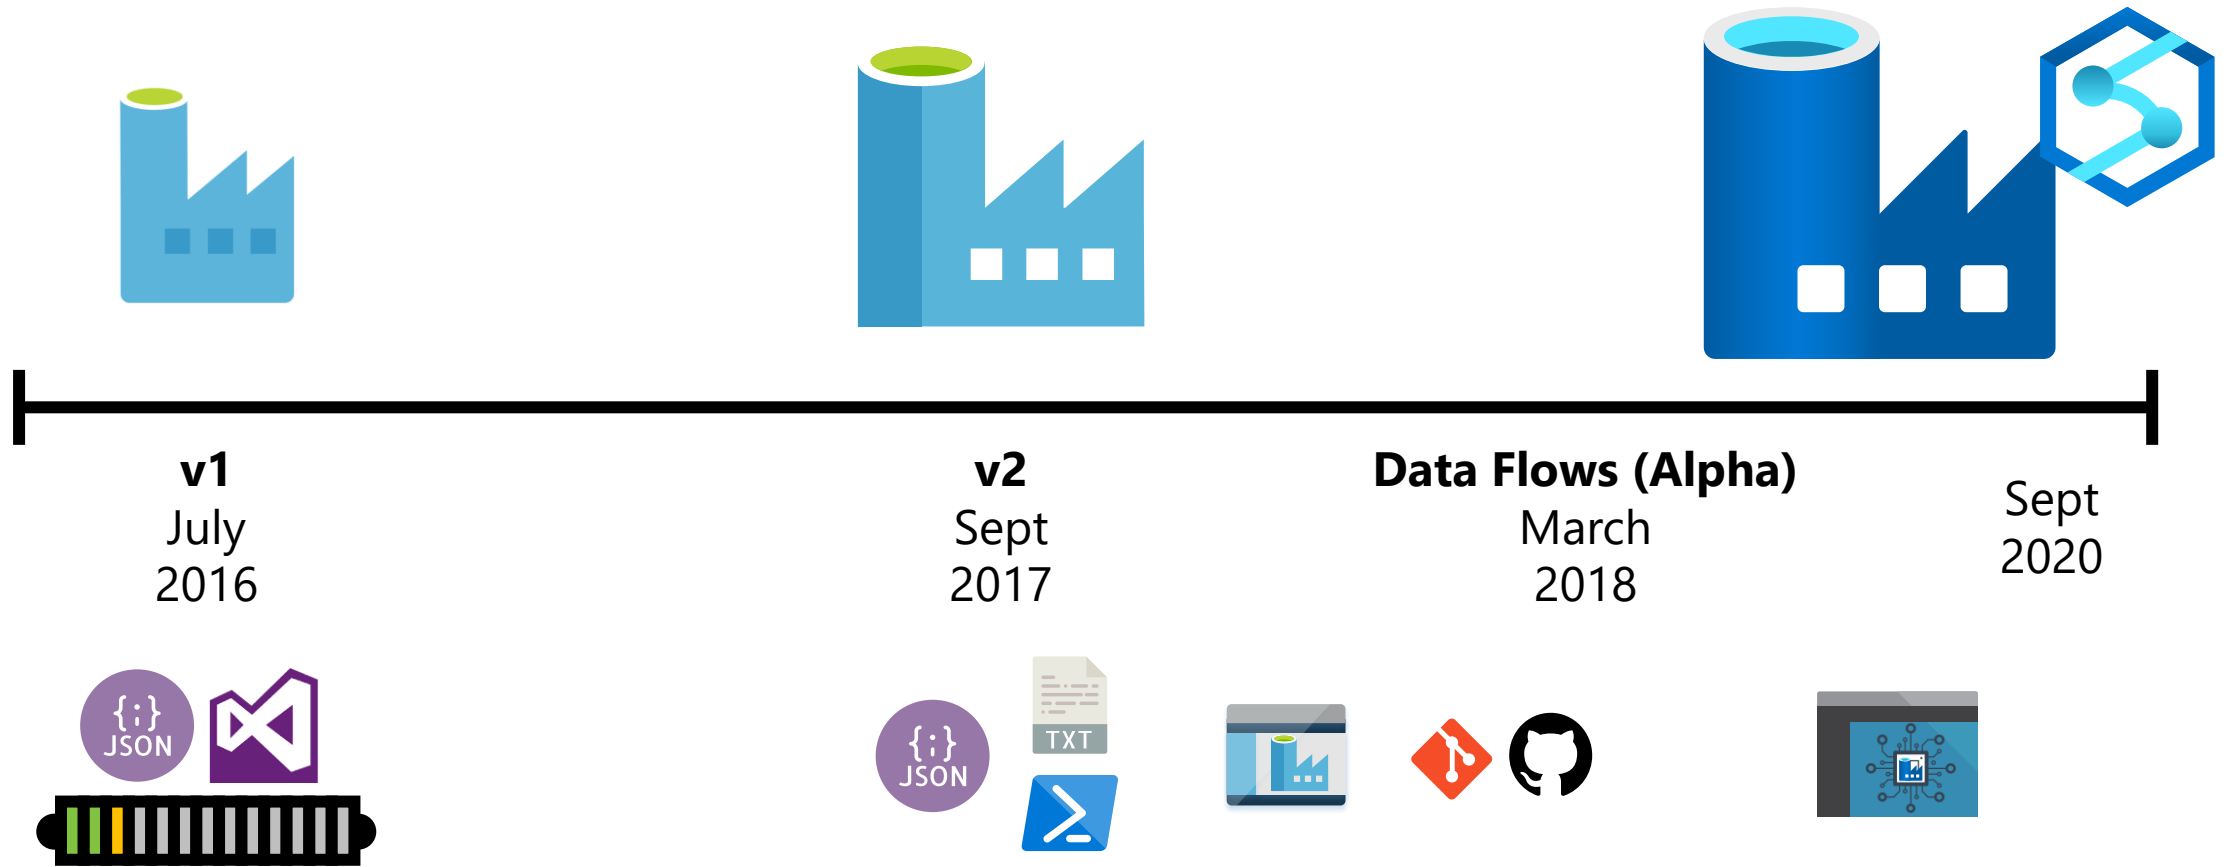 v1
July
2016
v2
Sept
2017
Data Flows (Alpha)
March
2018
Sept
2020
{;}
JSON
{;}
JSON
TXT